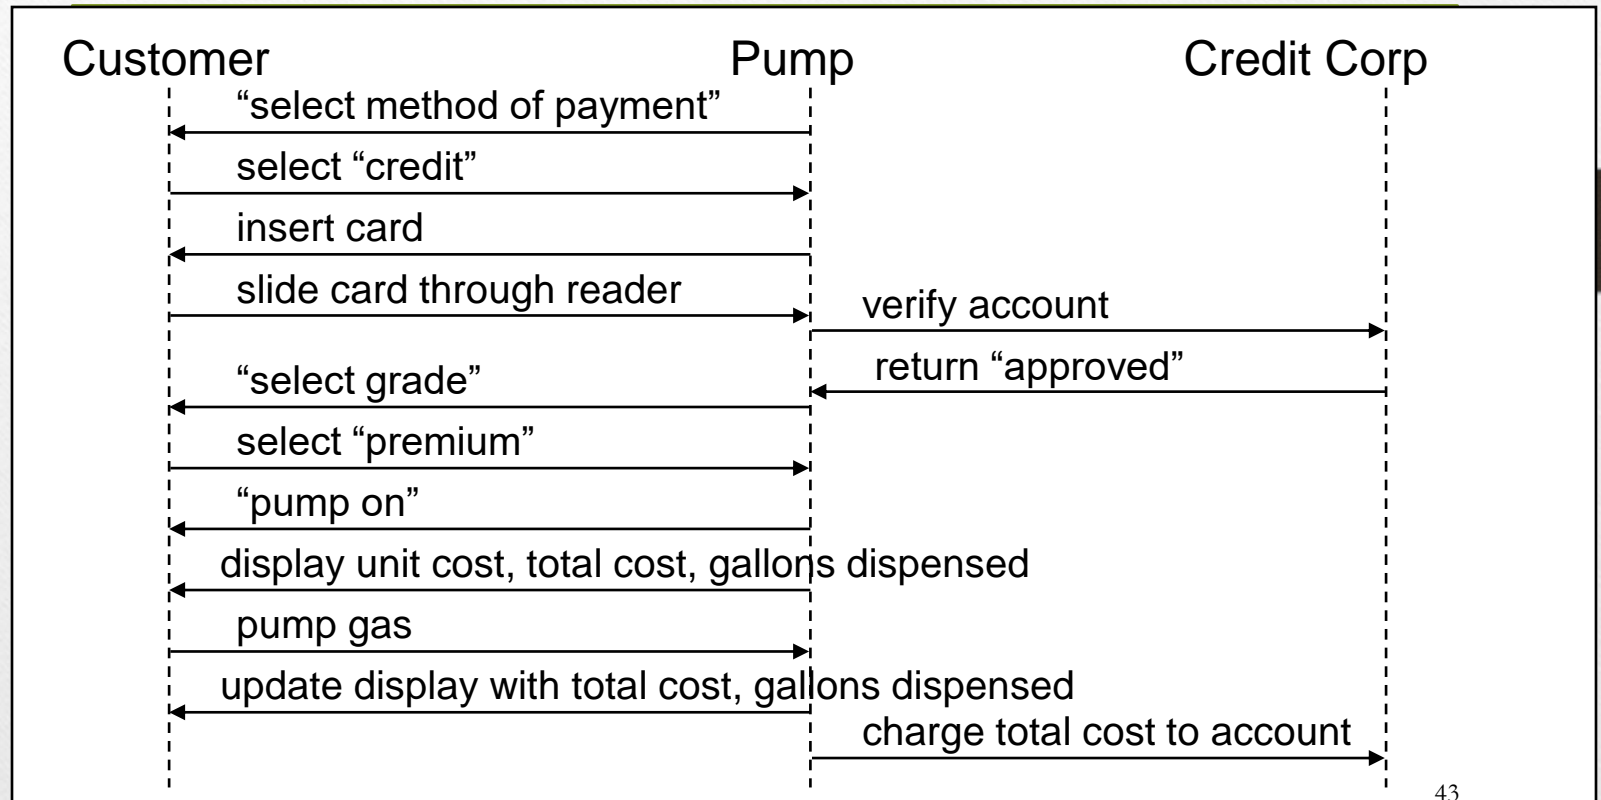 Customer Pump Credit Corp
“select method of payment”
select “credit”
insert card
slide card through reader
verify account
return “approved”
“select grade”
select “premium”
“pump on”
display unit cost, total cost, gallons dispensed
pump gas
update display with total cost, gallons dispensed
charge total cost to account
43